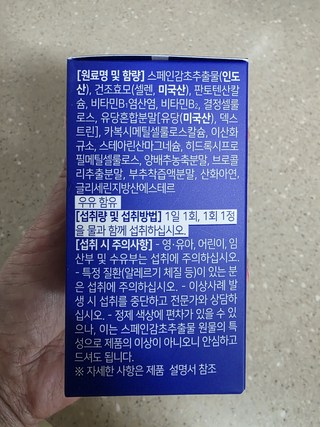 [원료명 및 함량] 스페인감초추출물(인도
산), 건조효모(셀렌, 미국산), 판토텐산칼
슘, 비타민B₁염산염, 비타민B₂, 결정셀룰
로스, 유당혼합분말[유당(미국산), 덱스
트린], 카복시메틸셀룰로스칼슘, 이산화
규소, 스테아린산마그네슘, 히드록시프로
필메틸셀룰로스, 양배추농축분말, 브로콜
리추출분말, 부추착즙액분말, 산화아연,
글리세린지방산에스테르
우유 함유
[섭취량 및 섭취방법] 1일 1회, 1회 1정
을 물과 함께 섭취하십시오.
[섭취 시 주의사항] - 영·유아, 어린이, 임
산부 및 수유부는 섭취에 주의하십시오.
- 특정 질환(알레르기 체질 등)이 있는 분
은 섭취에 주의하십시오. - 이상사례 발
생 시 섭취를 중단하고 전문가와 상담하
십시오. - 정제 색상에 편차가 있을 수 있
으나, 이는 스페인감초추출물 원물의 특
성으로 제품의 이상이 아니오니 안심하고
드셔도 됩니다.
※ 자세한 사항은 제품 설명서 참조